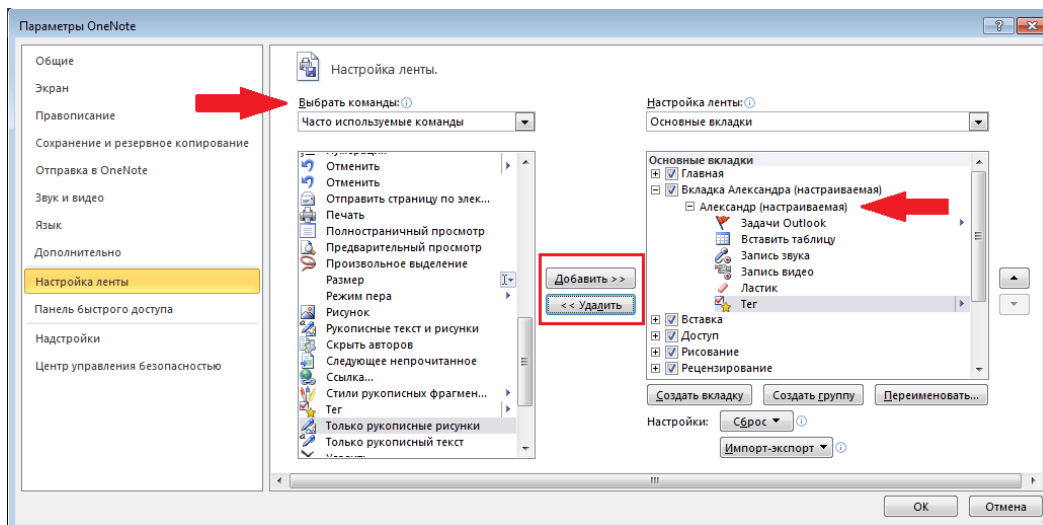 Параметры OneNote
Общие
Экран
Правописание
Сохранение и резервное копирование
Отправка в OneNote
Звук и видео
Язык
Дополнительно
Настройка ленты
Панель быстрого доступа
Надстройки
Центр управления безопасностью
Настройка ленты.
Выбрать команды:
Часто используемые команды
Отменить
Отменить
Отправить страницу по элек...
Печать
Полностраничный просмотр
Предварительный просмотр
Произвольное выделение
Размер
Режим пера
Рисунок
Рукописные текст и рисунки
Скрыть авторов
Следующее непрочитанное
Ссылка...
Стили рукописных фрагмен...
Тег
Только рукописные рисунки
Только рукописный текст
Добавить >>
<< Удалить
Настройка ленты:
Основные вкладки
Основные вкладки
Главная
Вкладка Александра (настраиваемая)
Александр (настраиваемая)
Задачи Outlook
Вставить таблицу
Запись звука
Запись видео
Ластик
Тег
Вставка
Доступ
Рисование
Рецензирование
Создать вкладку
Создать группу
Переименовать...
Настройки:
Сброс
Импорт-экспорт
ОК
Отмена